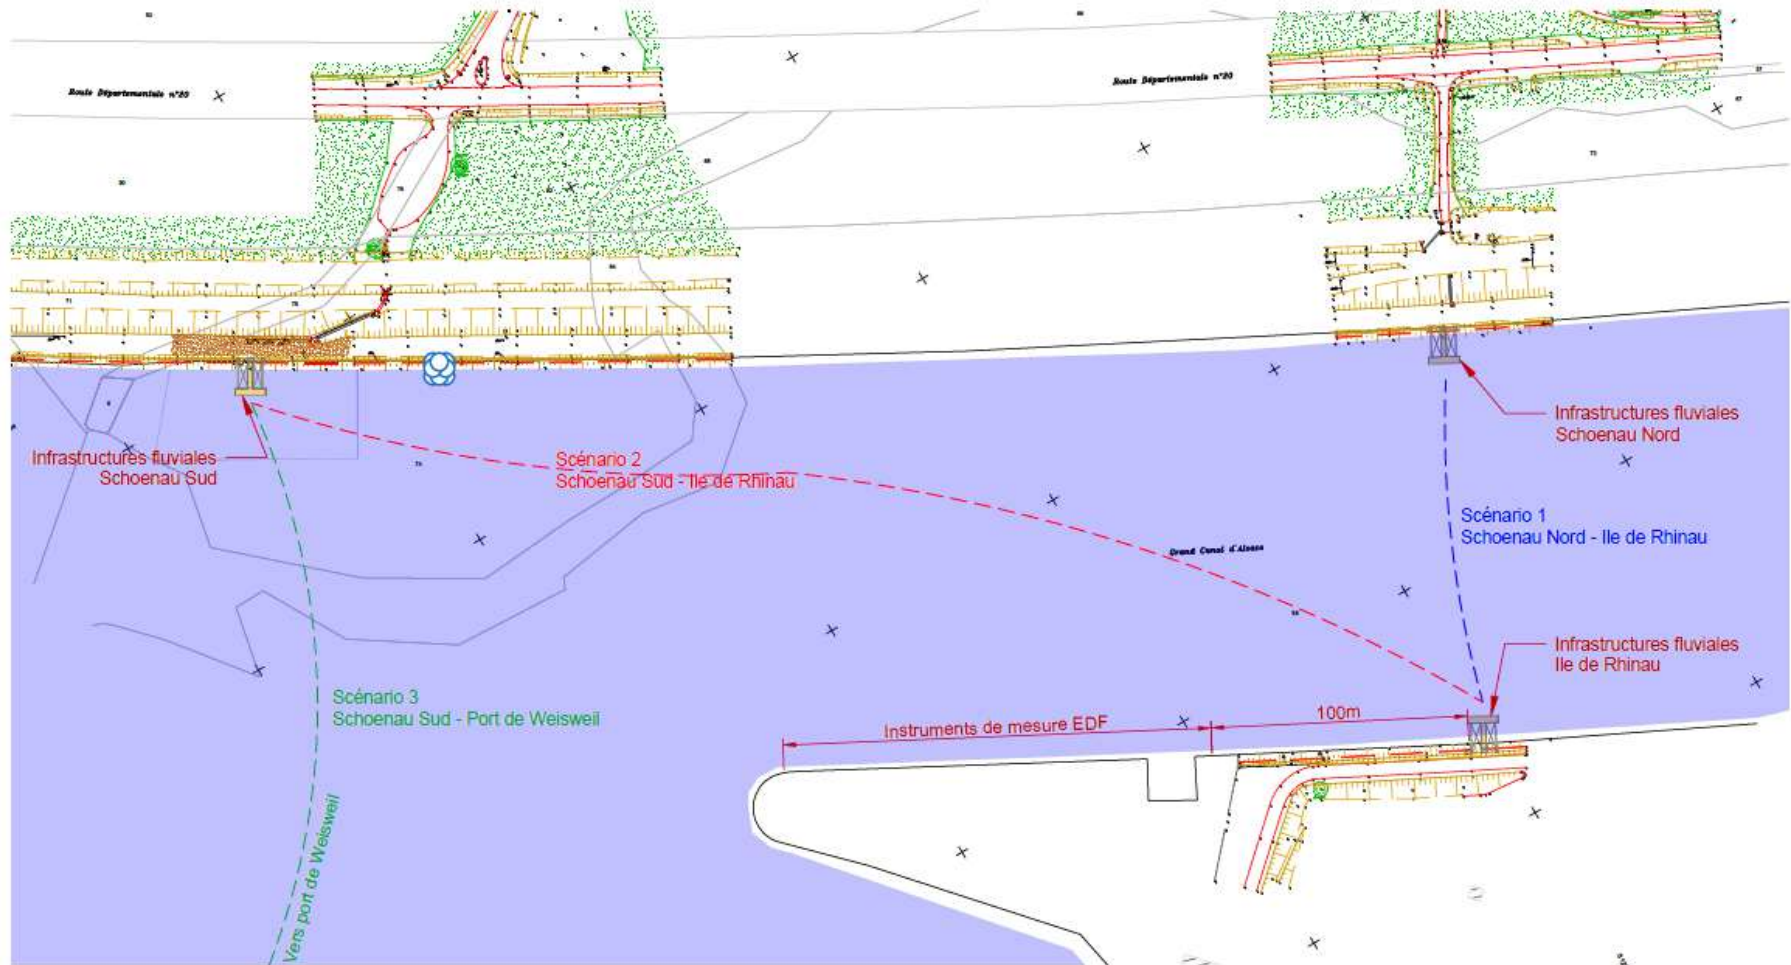 Route Départementale n°20
Route Départementale n°20
Infrastructures fluviales
Schoenau Nord
Infrastructures fluviales
Schoenau Sud
Scénario 2
Schoenau Sud - Ile de Rhinau
Scénario 1
Schoenau Nord - Ile de Rhinau
Grand Canal d'Alsace
Infrastructures fluviales
Ile de Rhinau
Scénario 3
Schoenau Sud - Port de Weisweil
Instruments de mesure EDF
100m
Vers port de Weisweil